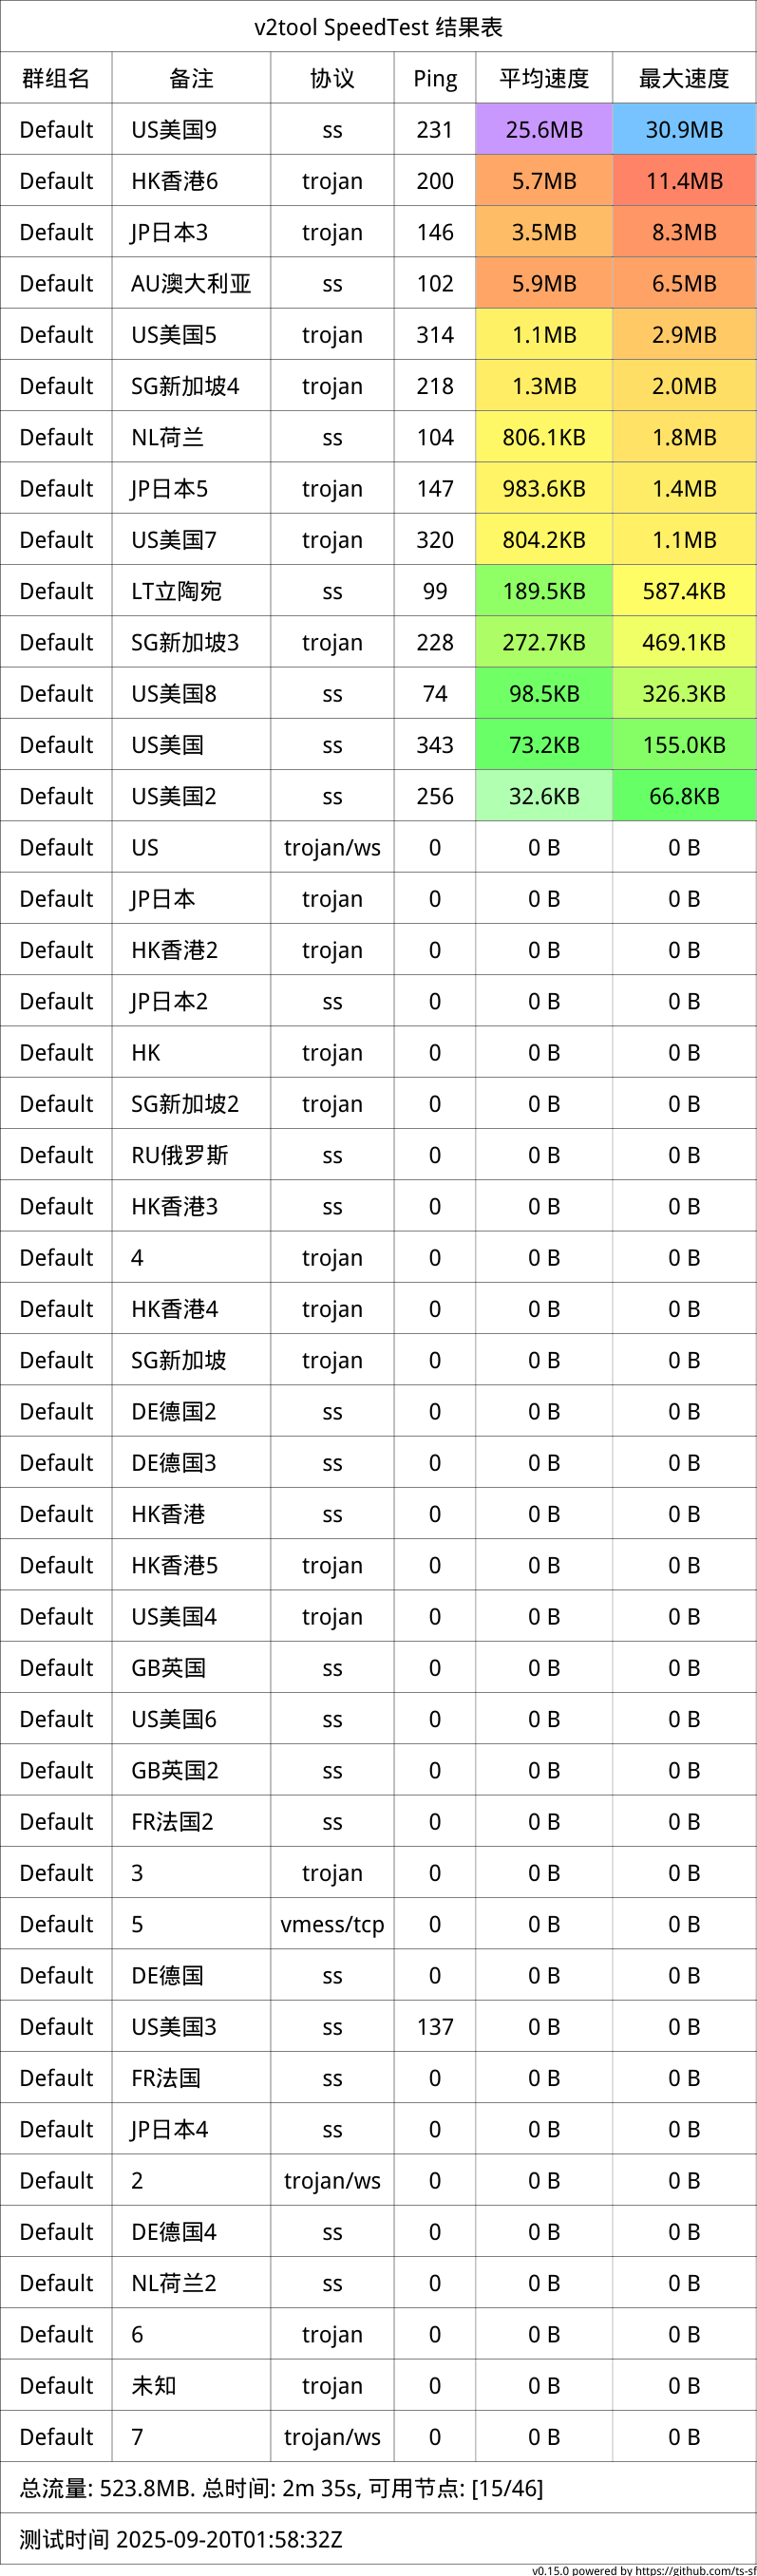 v2tool SpeedTest 结果表
群组名 备注 协议 Ping 平均速度 最大速度
Default US美国9 ss 231 25.6MB 30.9MB
Default HK香港6 trojan 200 5.7MB 11.4MB
Default JP日本3 trojan 146 3.5MB 8.3MB
Default AU澳大利亚 ss 102 5.9MB 6.5MB
Default US美国5 trojan 314 1.1MB 2.9MB
Default SG新加坡4 trojan 218 1.3MB 2.0MB
Default NL荷兰 ss 104 806.1KB 1.8MB
Default JP日本5 trojan 147 983.6KB 1.4MB
Default US美国7 trojan 320 804.2KB 1.1MB
Default LT立陶宛 ss 99 189.5KB 587.4KB
Default SG新加坡3 trojan 228 272.7KB 469.1KB
Default US美国8 ss 74 98.5KB 326.3KB
Default US美国 ss 343 73.2KB 155.0KB
Default US美国2 ss 256 32.6KB 66.8KB
Default US trojan/ws 0 0 B 0 B
Default JP日本 trojan 0 0 B 0 B
Default HK香港2 trojan 0 0 B 0 B
Default JP日本2 ss 0 0 B 0 B
Default HK trojan 0 0 B 0 B
Default SG新加坡2 trojan 0 0 B 0 B
Default RU俄罗斯 ss 0 0 B 0 B
Default HK香港3 ss 0 0 B 0 B
Default 4 trojan 0 0 B 0 B
Default HK香港4 trojan 0 0 B 0 B
Default SG新加坡 trojan 0 0 B 0 B
Default DE德国2 ss 0 0 B 0 B
Default DE德国3 ss 0 0 B 0 B
Default HK香港 ss 0 0 B 0 B
Default HK香港5 trojan 0 0 B 0 B
Default US美国4 trojan 0 0 B 0 B
Default GB英国 ss 0 0 B 0 B
Default US美国6 ss 0 0 B 0 B
Default GB英国2 ss 0 0 B 0 B
Default FR法国2 ss 0 0 B 0 B
Default 3 trojan 0 0 B 0 B
Default 5 vmess/tcp 0 0 B 0 B
Default DE德国 ss 0 0 B 0 B
Default US美国3 ss 137 0 B 0 B
Default FR法国 ss 0 0 B 0 B
Default JP日本4 ss 0 0 B 0 B
Default 2 trojan/ws 0 0 B 0 B
Default DE德国4 ss 0 0 B 0 B
Default NL荷兰2 ss 0 0 B 0 B
Default 6 trojan 0 0 B 0 B
Default 未知 trojan 0 0 B 0 B
Default 7 trojan/ws 0 0 B 0 B
总流量: 523.8MB. 总时间: 2m 35s, 可用节点: [15/46]
测试时间 2025-09-20T01:58:32Z
v0.15.0 powered by https://github.com/ts-sf